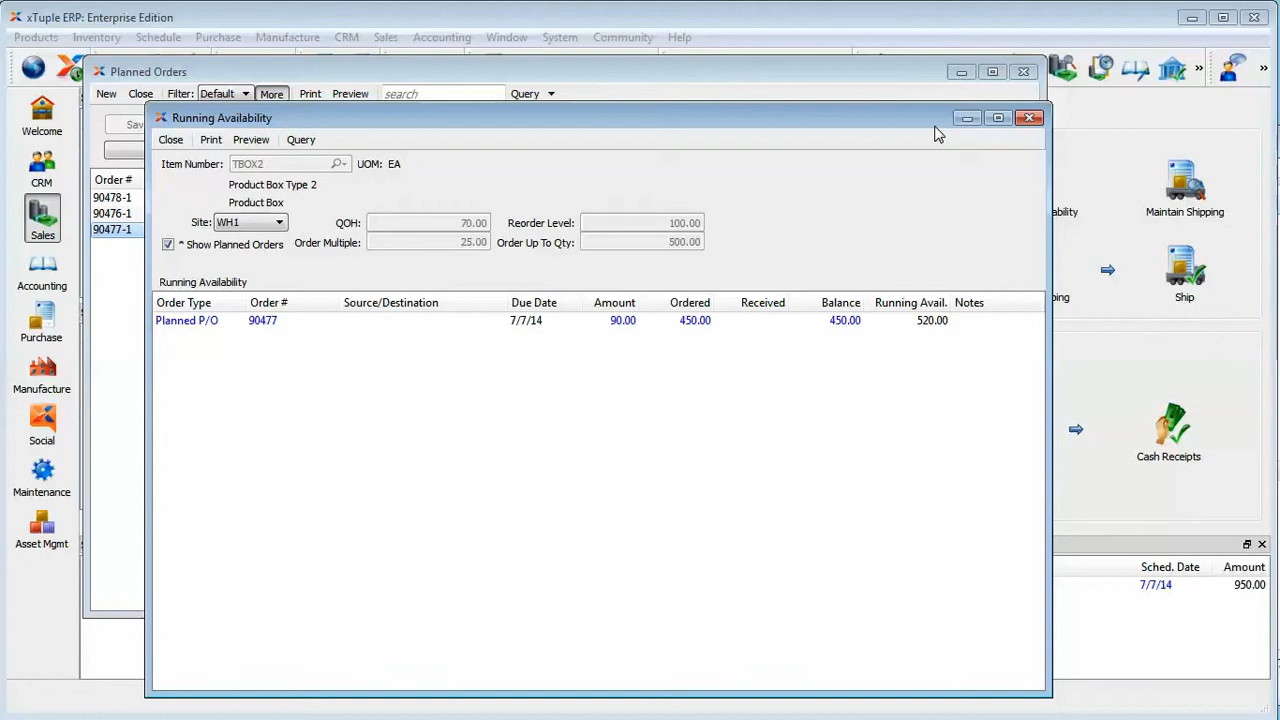 xTuple ERP: Enterprise Edition
Products Inventory Schedule Purchase Manufacture CRM Sales Accounting Window System Community Help
Planned Orders
New Close Filter: Default More Print Preview search Query
Running Availability
Close Print Preview Query
Item Number: TBOX2 UOM: EA
Product Box Type 2
Product Box
Site: WH1 QOH: 70.00 Reorder Level: 100.00
^ Show Planned Orders Order Multiple: 25.00 Order Up To Qty: 500.00
Running Availability
Order Type Order # Source/Destination Due Date Amount Ordered Received Balance Running Avail. Notes
Planned P/O 90477 7/7/14 90.00 450.00 450.00 520.00
Order #
90478-1
90476-1
90477-1
Welcome
CRM
Sales
Accounting
Purchase
Manufacture
Social
Maintenance
Asset Mgmt
Maintain Shipping
Ship
Cash Receipts
Sched. Date Amount
7/7/14 950.00